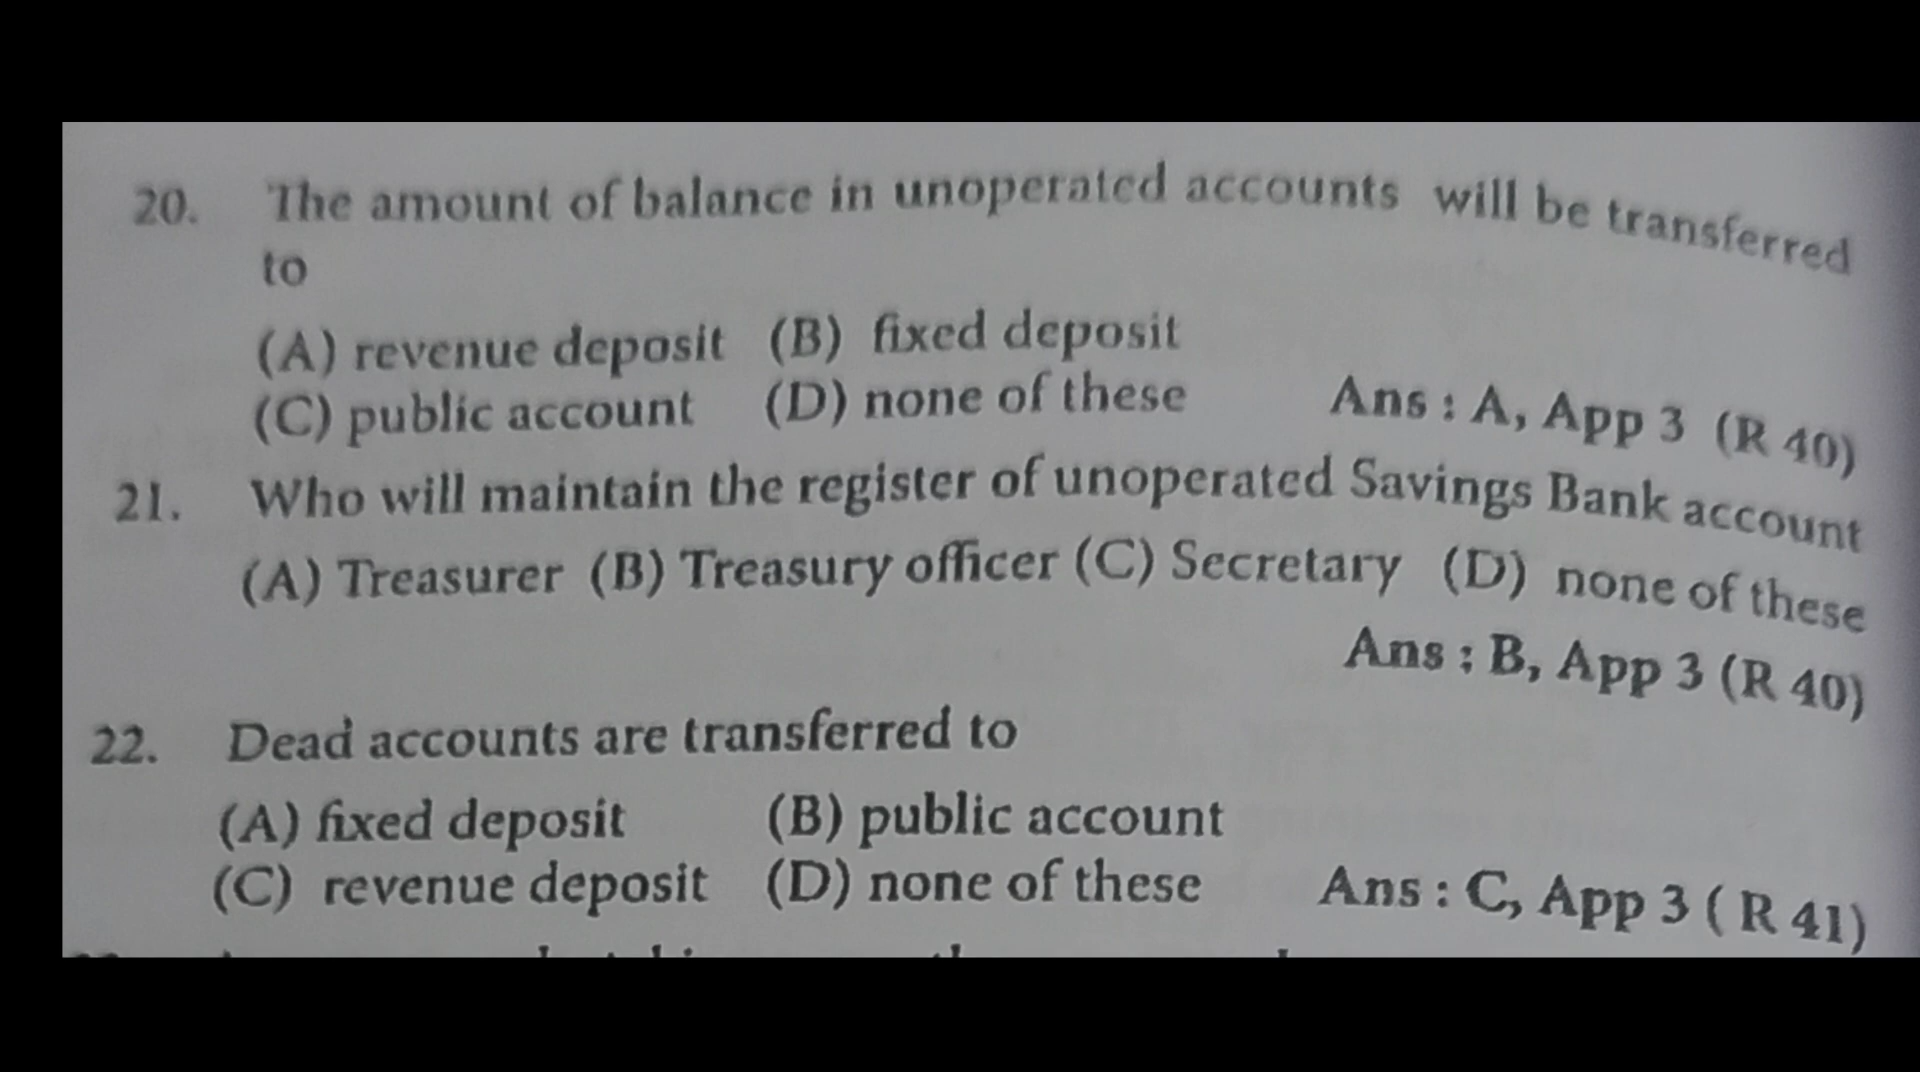 20. The amount of balance in unoperated accounts will be transferred
to
(A) revenue deposit (B) fixed deposit
(C) public account (D) none of these Ans : A, App 3 (R 40)
21. Who will maintain the register of unoperated Savings Bank account
(A) Treasurer (B) Treasury officer (C) Secretary (D) none of these
Ans : B, App 3 (R 40)
22. Dead accounts are transferred to
(A) fixed deposit (B) public account
(C) revenue deposit (D) none of these Ans : C, App 3 ( R 41)